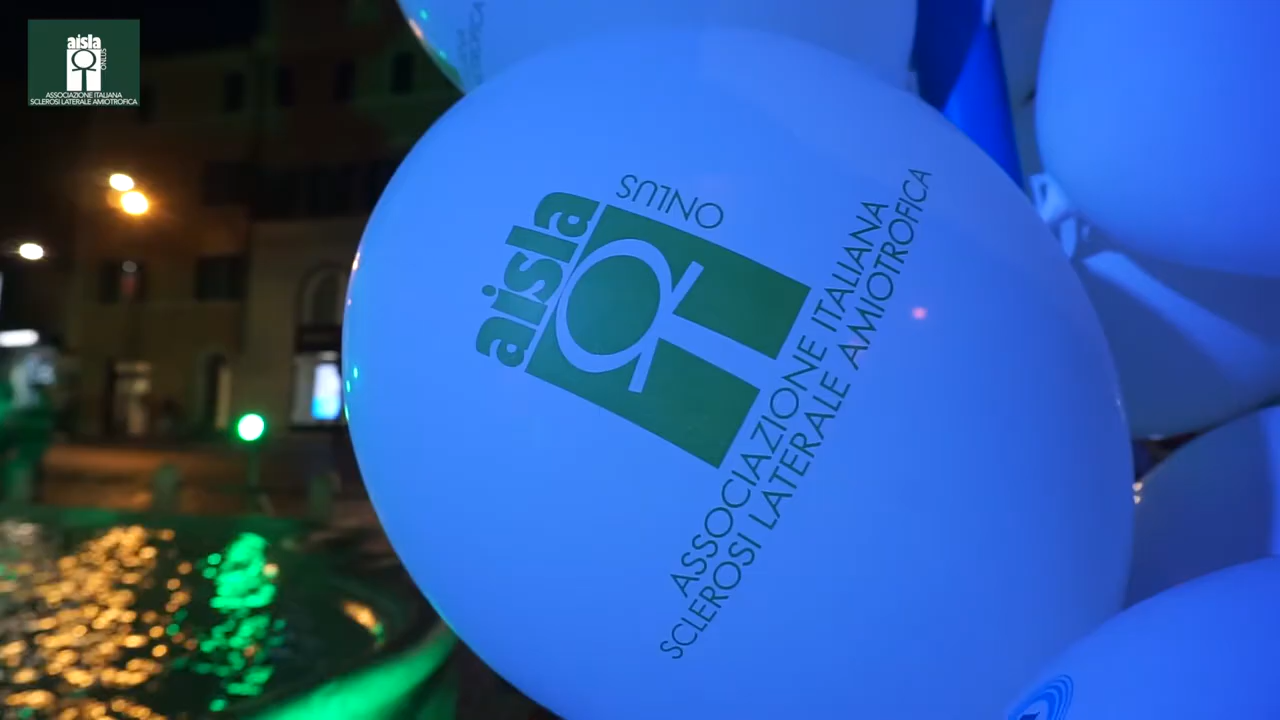 aisla
ONLUS
ASSOCIAZIONE ITALIANA
SCLEROSI LATERALE AMIOTROFICA
aisla
ONLUS
ASSOCIAZIONE ITALIANA
SCLEROSI LATERALE AMIOTROFICA